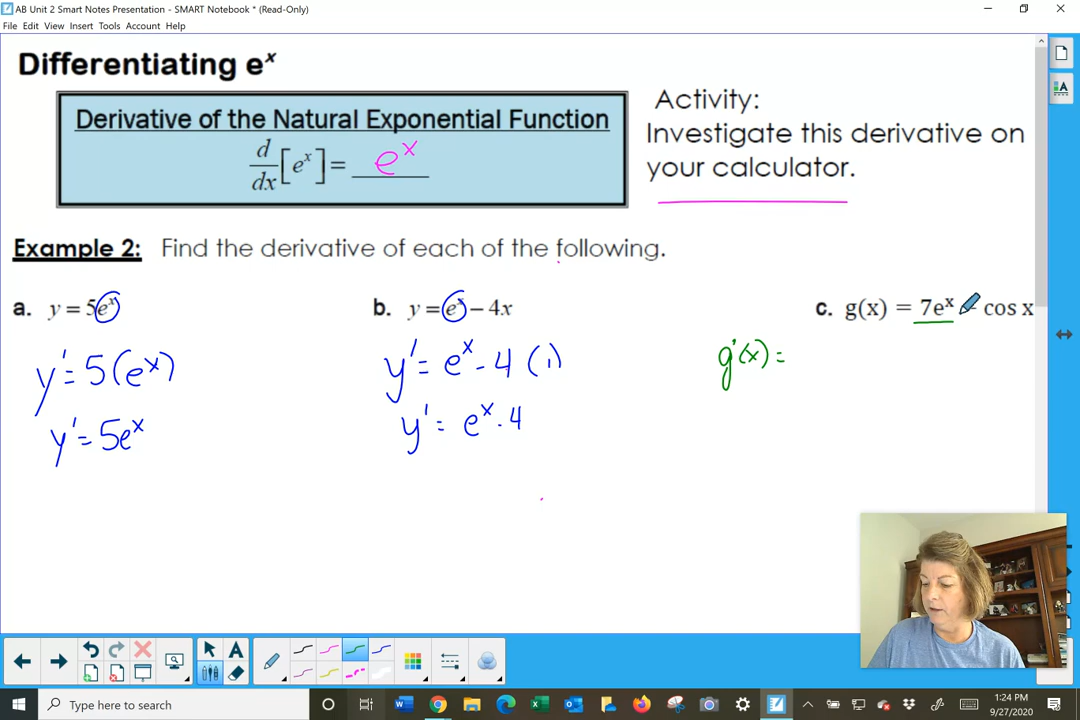 AB Unit 2 Smart Notes Presentation - SMART Notebook * (Read-Only)
File Edit View Insert Tools Account Help
Differentiating eˣ
Derivative of the Natural Exponential Function
d/dx [eˣ] = eˣ
Activity:
Investigate this derivative on
your calculator.
Example 2: Find the derivative of each of the following.
a. y = 5eˣ
y' = 5(eˣ)
y' = 5eˣ
b. y = eˣ – 4x
y' = eˣ - 4(1)
y' = eˣ - 4
c. g(x) = 7eˣ cos x
g'(x) =
A
Type here to search
1:24 PM
9/27/2020